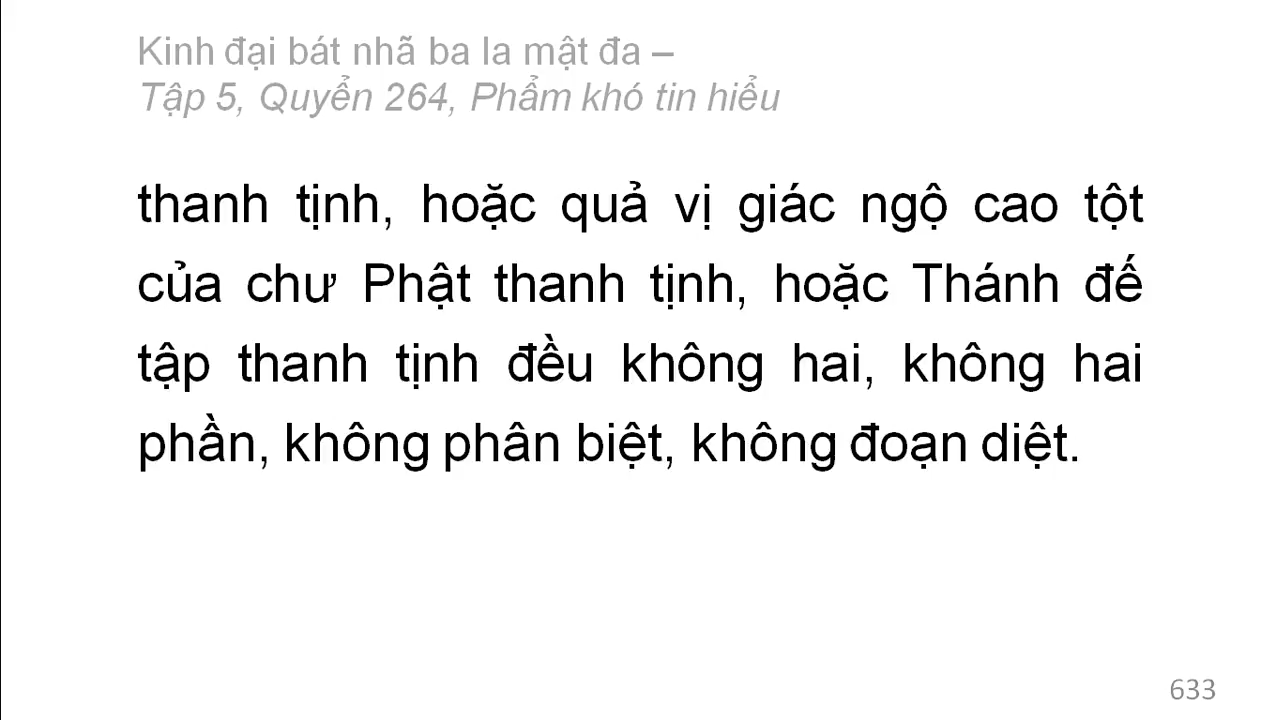 Kinh đại bát nhã ba la mật đa –
Tập 5, Quyển 264, Phẩm khó tin hiểu
thanh tịnh, hoặc quả vị giác ngộ cao tột
của chư Phật thanh tịnh, hoặc Thánh đế
tập thanh tịnh đều không hai, không hai
phần, không phân biệt, không đoạn diệt.
633